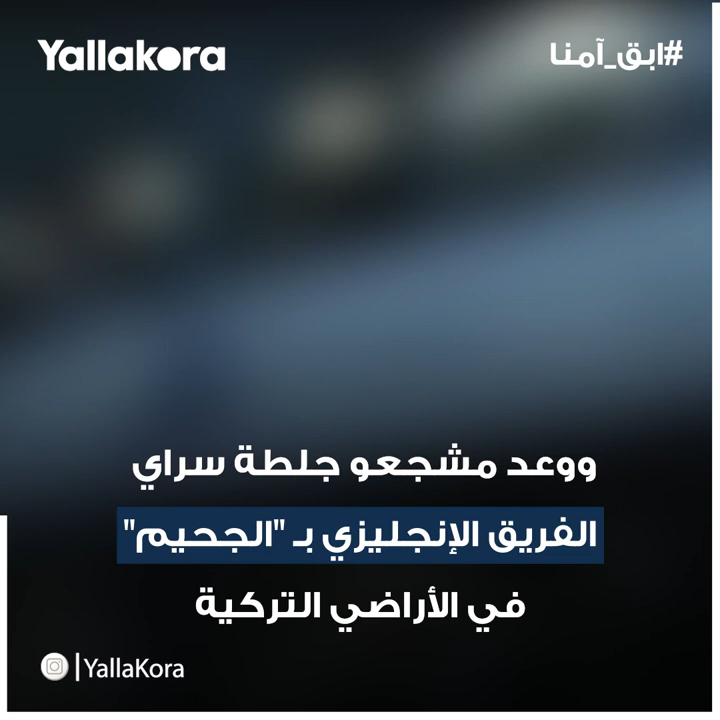 Yallakora
#ابق_آمنا
ووعد مشجعو جلطة سراي
الفريق الإنجليزي بـ "الجحيم"
في الأراضي التركية
YallaKora